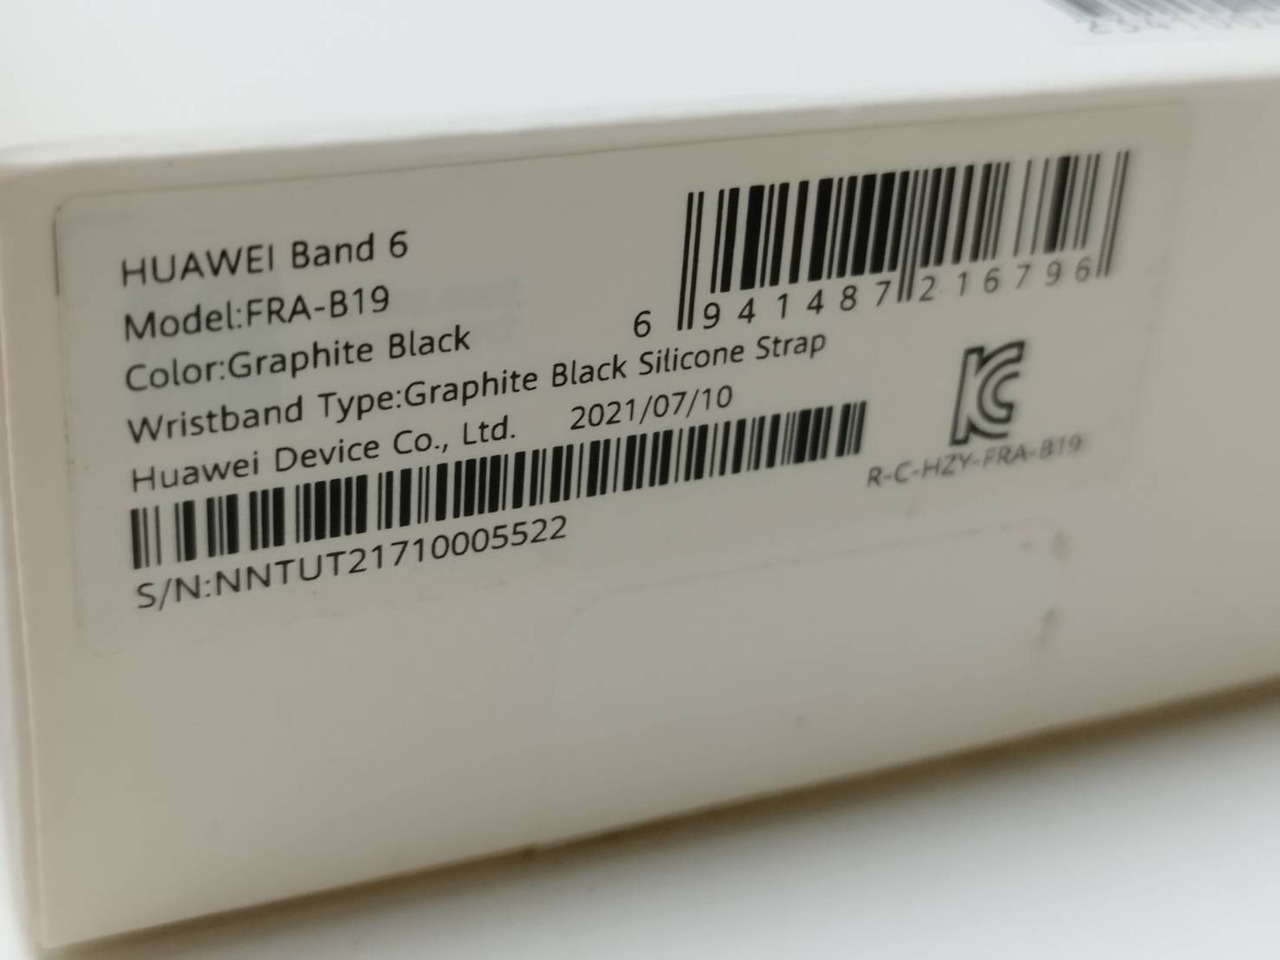 HUAWEI Band 6
Model:FRA-B19
Color:Graphite Black
Wristband Type:Graphite Black Silicone Strap
Huawei Device Co., Ltd. 2021/07/10
S/N:NNTUT21710005522
6 941487 216796
R-C-HZY-FRA-B19